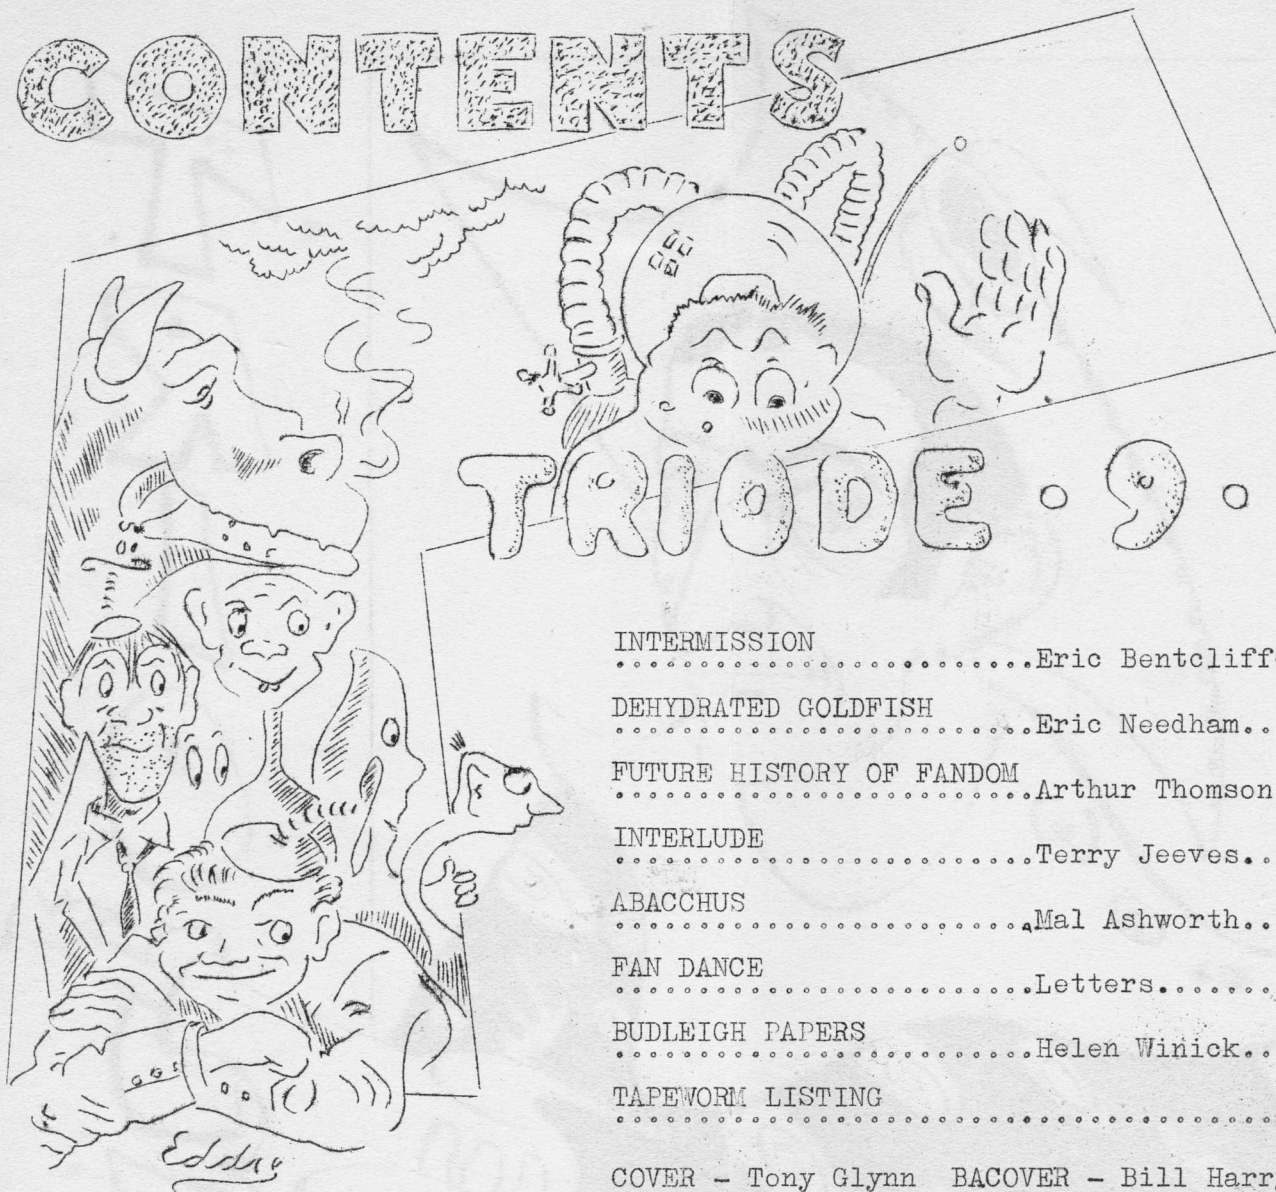 CONTENTS
TRIODE · 9 ·
INTERMISSION
..............................Eric Bentcliff
DEHYDRATED GOLDFISH
..............................Eric Needham..
FUTURE HISTORY OF FANDOM
..............................Arthur Thomson
INTERLUDE
..............................Terry Jeeves..
ABACCHUS
..............................Mal Ashworth..
FAN DANCE
..............................Letters........
BUDLEIGH PAPERS
..............................Helen Winick..
TAPEWORM LISTING
COVER - Tony Glynn BACOVER - Bill Harr